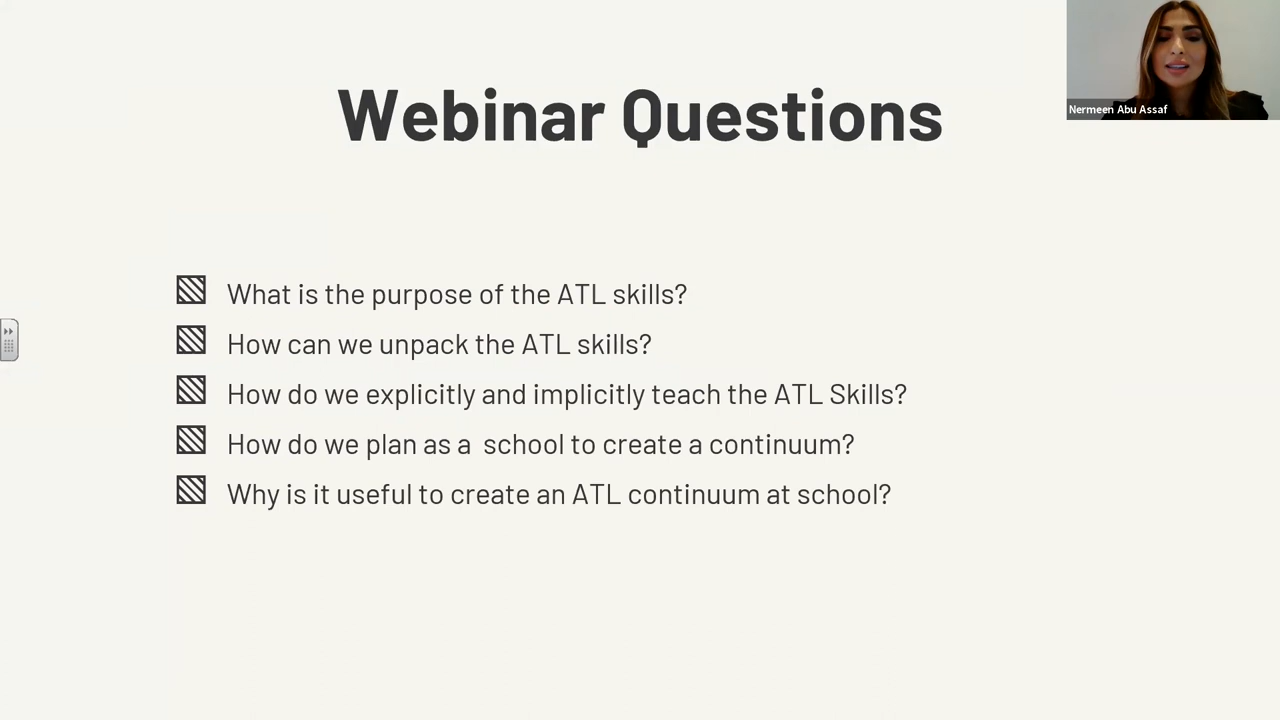 Webinar Questions
Nermeen Abu Assaf
What is the purpose of the ATL skills?
How can we unpack the ATL skills?
How do we explicitly and implicitly teach the ATL Skills?
How do we plan as a  school to create a continuum?
Why is it useful to create an ATL continuum at school?